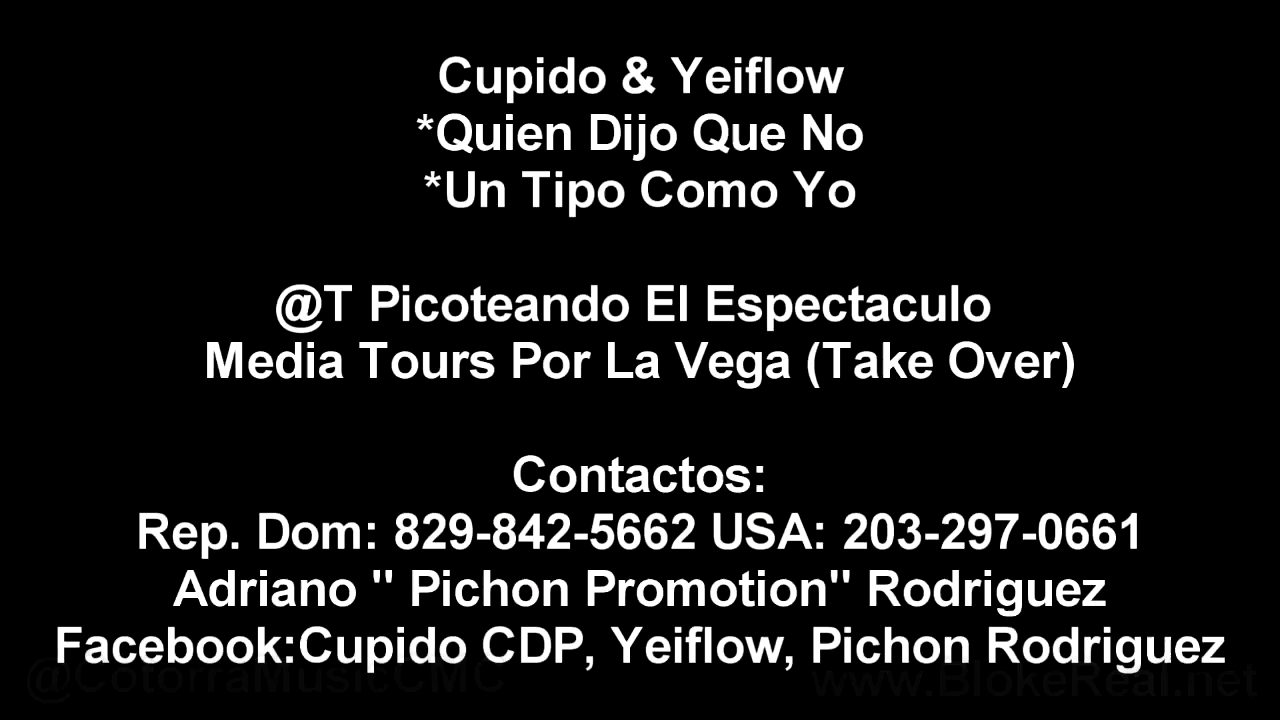 Cupido & Yeiflow
*Quien Dijo Que No
*Un Tipo Como Yo
@T Picoteando El Espectaculo
Media Tours Por La Vega (Take Over)
Contactos:
Rep. Dom: 829-842-5662 USA: 203-297-0661
Adriano " Pichon Promotion" Rodriguez
Facebook:Cupido CDP, Yeiflow, Pichon Rodriguez
@CotorraMusicCMC www.BlokeReal.net